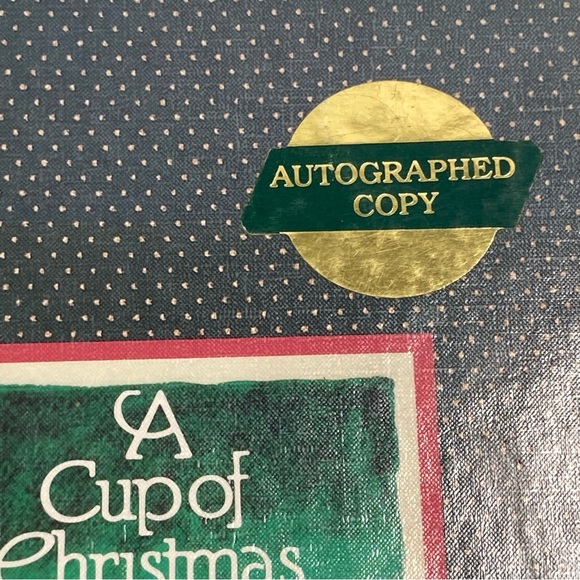 AUTOGRAPHED
COPY
A
Cup of
Christmas